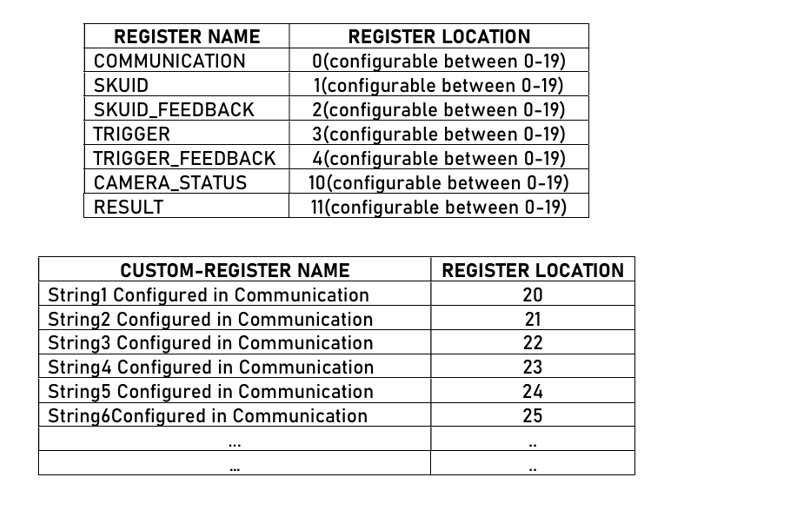 REGISTER NAME REGISTER LOCATION
COMMUNICATION 0(configurable between 0-19)
SKUID 1(configurable between 0-19)
SKUID_FEEDBACK 2(configurable between 0-19)
TRIGGER 3(configurable between 0-19)
TRIGGER_FEEDBACK 4(configurable between 0-19)
CAMERA_STATUS 10(configurable between 0-19)
RESULT 11(configurable between 0-19)
CUSTOM-REGISTER NAME REGISTER LOCATION
String1 Configured in Communication 20
String2 Configured in Communication 21
String3 Configured in Communication 22
String4 Configured in Communication 23
String5 Configured in Communication 24
String6Configured in Communication 25
... ..
... ..